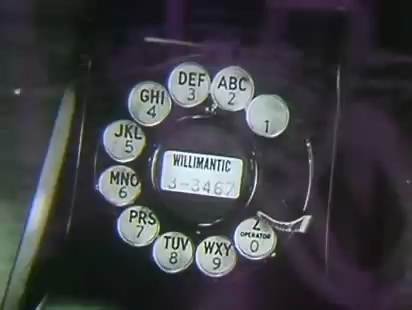 DEF
3
ABC
2
GHI
4
1
JKL
5
WILLIMANTIC
3-3467
MNO
6
PRS
7
Z
OPERATOR
0
TUV
8
WXY
9